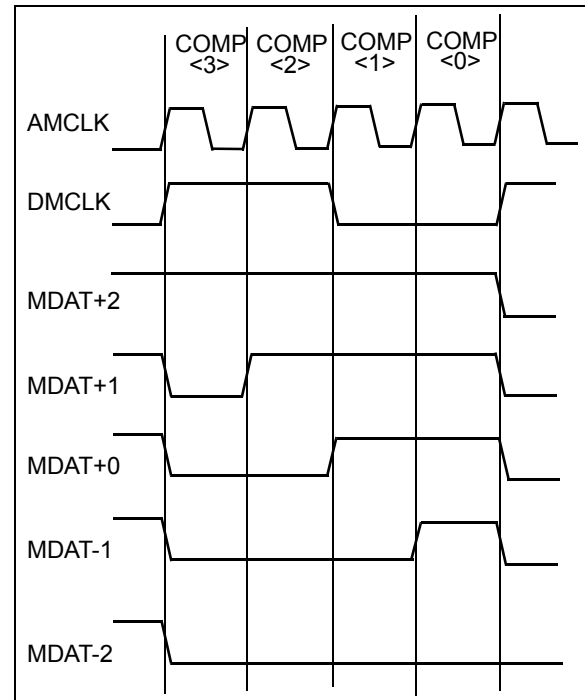 COMP COMP COMP COMP
<3> <2> <1> <0>
AMCLK
DMCLK
MDAT+2
MDAT+1
MDAT+0
MDAT-1
MDAT-2